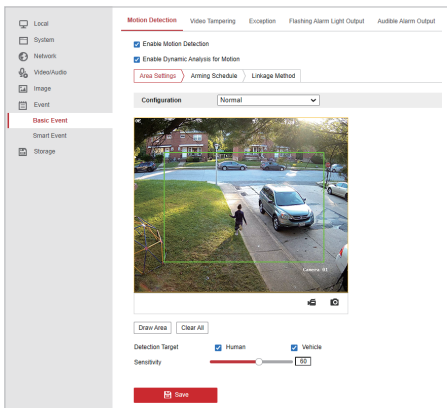 Local
System
Network
Video/Audio
Image
Event
Basic Event
Smart Event
Storage
Motion Detection Video Tampering Exception Flashing Alarm Light Output Audible Alarm Output
Enable Motion Detection
Enable Dynamic Analysis for Motion
Area Settings Arming Schedule Linkage Method
Configuration Normal
Camera 01
Draw Area Clear All
Detection Target Human Vehicle
Sensitivity 60
Save